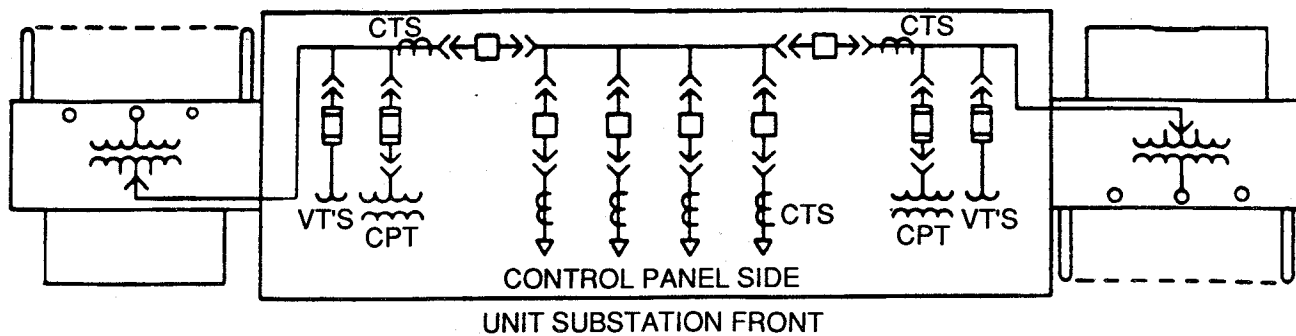 CTS
CTS
VT'S
CPT
CTS
CPT
VT'S
CONTROL PANEL SIDE
UNIT SUBSTATION FRONT